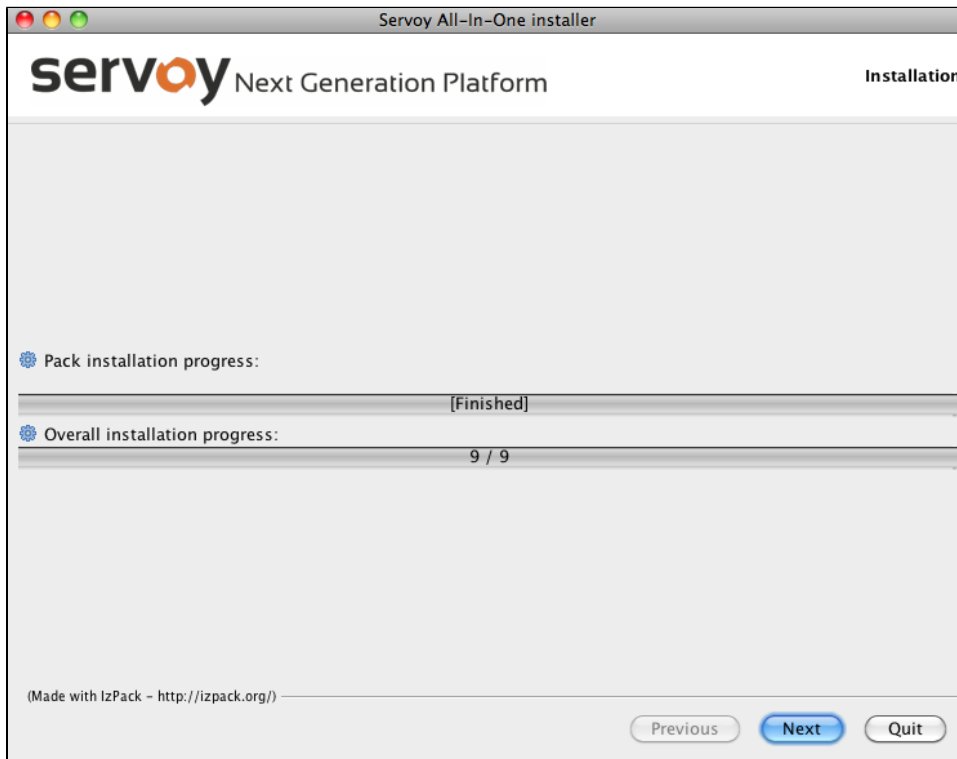 Servoy All-In-One installer
servoy Next Generation Platform
Installation
Pack installation progress:
[Finished]
Overall installation progress:
9 / 9
(Made with IzPack - http://izpack.org/)
Previous Next Quit